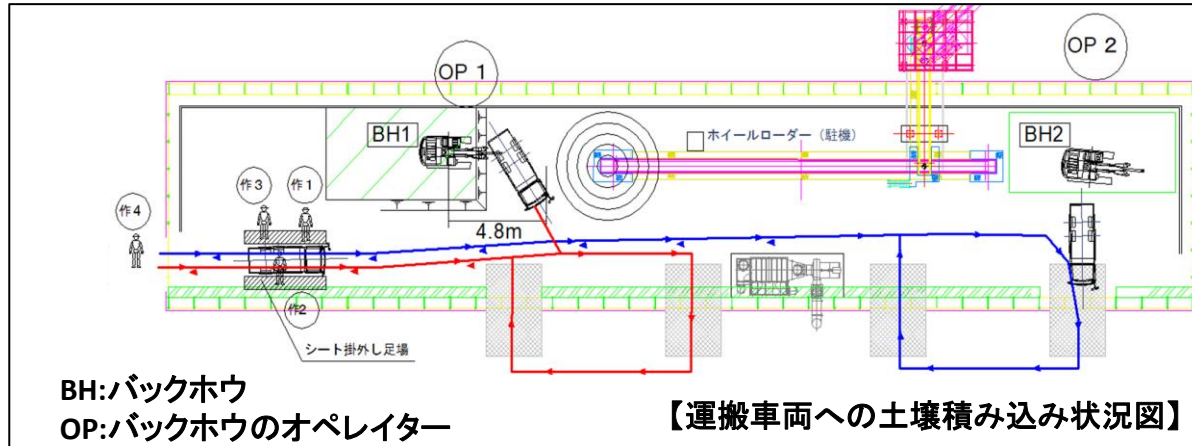 OP 1
OP 2
BH1
ホイールローダー（駐機）
BH2
作3
作1
作4
4.8m
作2
シート掛外し足場
BH:バックホウ
OP:バックホウのオペレイター
【運搬車両への土壌積み込み状況図】